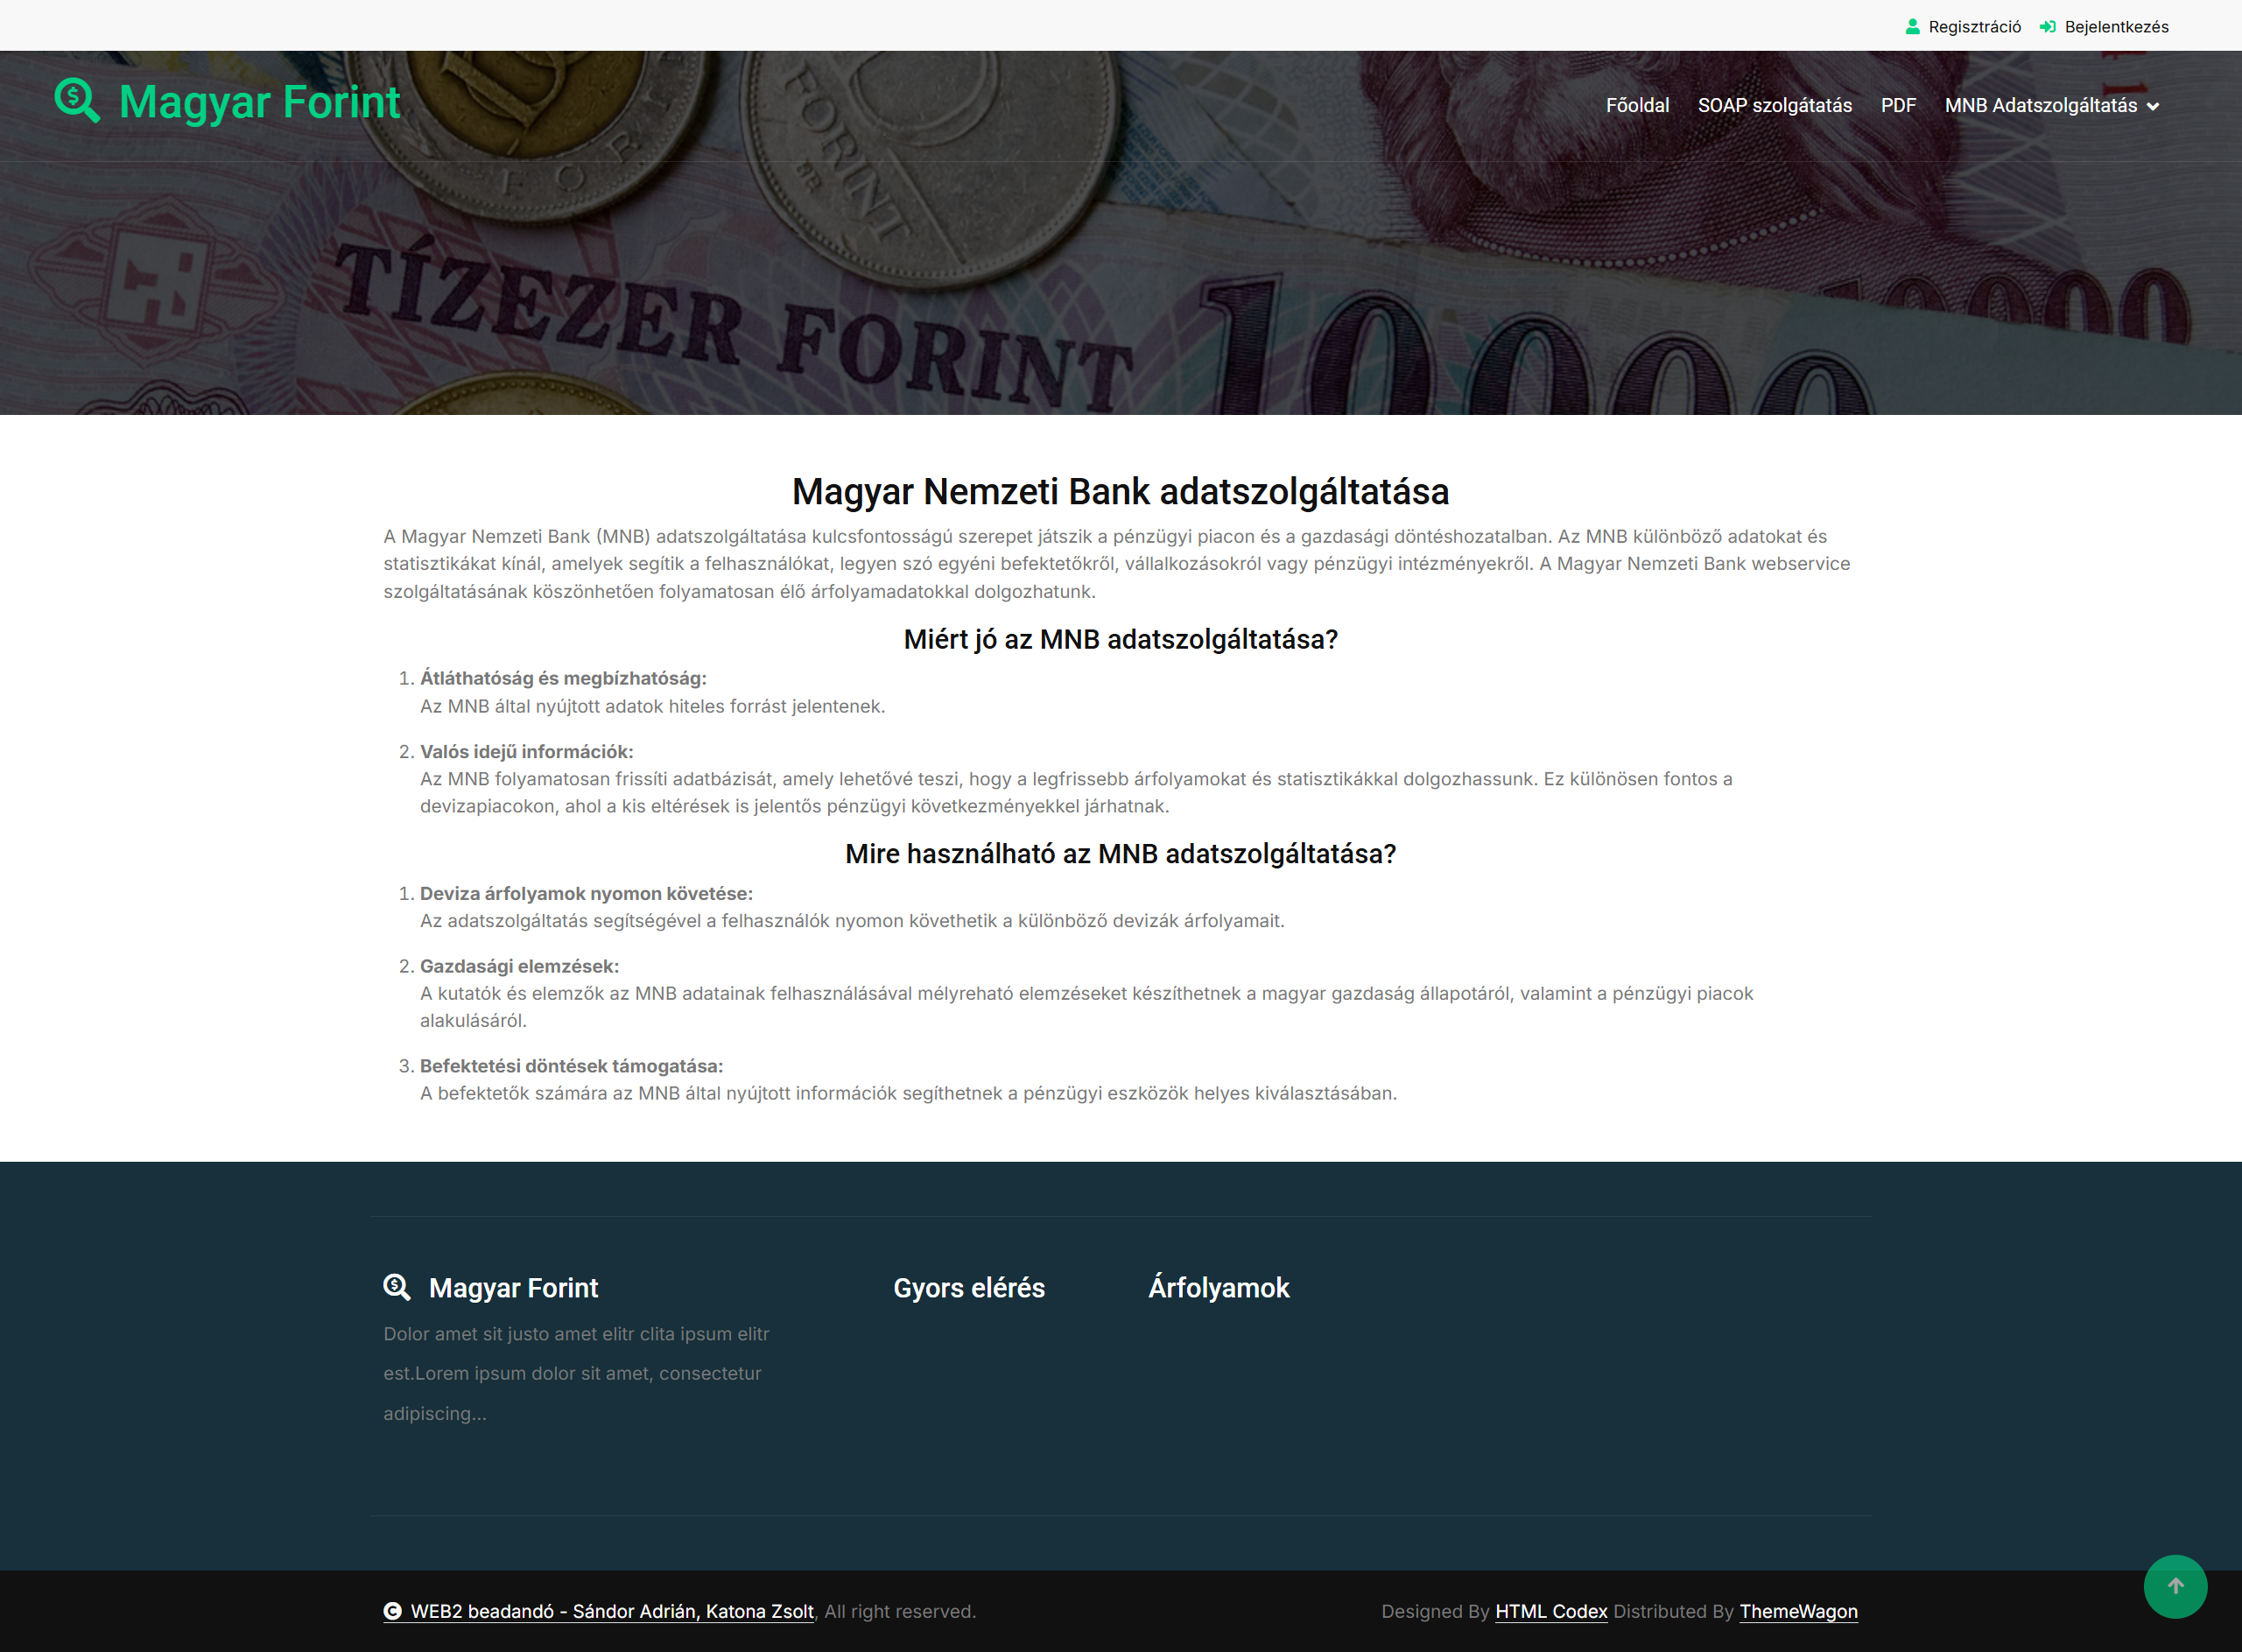 Regisztráció Bejelentkezés
Magyar Forint
Főoldal SOAP szolgátatás PDF MNB Adatszolgáltatás
FORINT
BP.
TÍZEZER FORINT
10000
10000
Magyar Nemzeti Bank adatszolgáltatása
A Magyar Nemzeti Bank (MNB) adatszolgáltatása kulcsfontosságú szerepet játszik a pénzügyi piacon és a gazdasági döntéshozatalban. Az MNB különböző adatokat és
statisztikákat kínál, amelyek segítik a felhasználókat, legyen szó egyéni befektetőkről, vállalkozásokról vagy pénzügyi intézményekről. A Magyar Nemzeti Bank webservice
szolgáltatásának köszönhetően folyamatosan élő árfolyamadatokkal dolgozhatunk.
Miért jó az MNB adatszolgáltatása?
1. Átláthatóság és megbízhatóság:
Az MNB által nyújtott adatok hiteles forrást jelentenek.
2. Valós idejű információk:
Az MNB folyamatosan frissíti adatbázisát, amely lehetővé teszi, hogy a legfrissebb árfolyamokat és statisztikákkal dolgozhassunk. Ez különösen fontos a
devizapiacokon, ahol a kis eltérések is jelentős pénzügyi következményekkel járhatnak.
Mire használható az MNB adatszolgáltatása?
1. Deviza árfolyamok nyomon követése:
Az adatszolgáltatás segítségével a felhasználók nyomon követhetik a különböző devizák árfolyamait.
2. Gazdasági elemzések:
A kutatók és elemzők az MNB adatainak felhasználásával mélyreható elemzéseket készíthetnek a magyar gazdaság állapotáról, valamint a pénzügyi piacok
alakulásáról.
3. Befektetési döntések támogatása:
A befektetők számára az MNB által nyújtott információk segíthetnek a pénzügyi eszközök helyes kiválasztásában.
Magyar Forint
Gyors elérés
Árfolyamok
Dolor amet sit justo amet elitr clita ipsum elitr
est.Lorem ipsum dolor sit amet, consectetur
adipiscing...
WEB2 beadandó - Sándor Adrián, Katona Zsolt, All right reserved.
Designed By HTML Codex Distributed By ThemeWagon